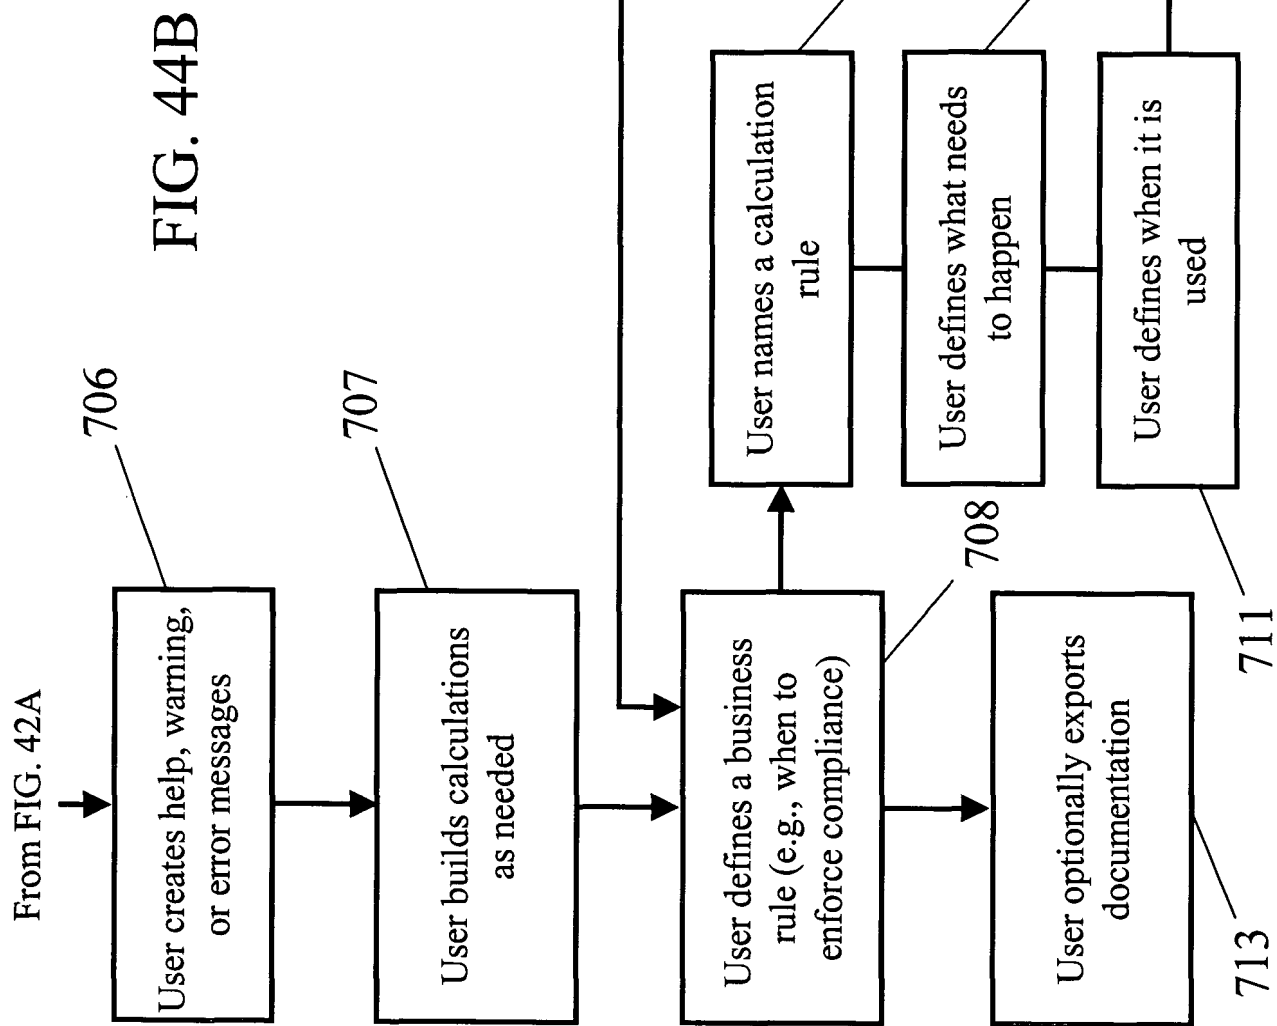 FIG. 44B
From FIG. 42A
706
User creates help, warning,
or error messages
707
User builds calculations
as needed
708
User defines a business
rule (e.g., when to
enforce compliance)
User names a calculation
rule
User defines what needs
to happen
711
User defines when it is
used
713
User optionally exports
documentation